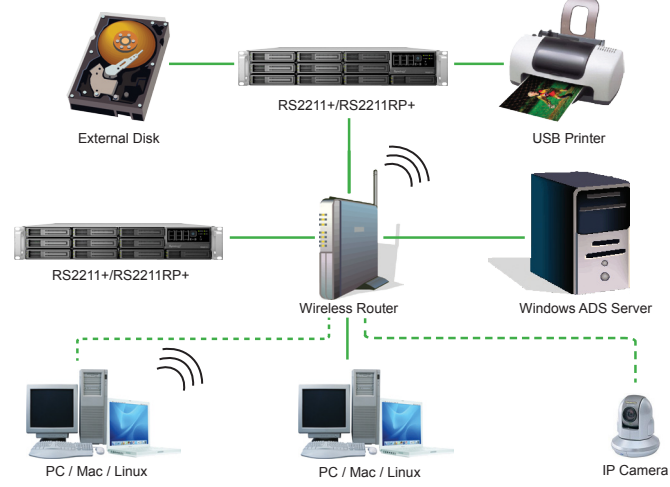 RS2211+/RS2211RP+
External Disk
USB Printer
RS2211+/RS2211RP+
Wireless Router
Windows ADS Server
PC / Mac / Linux
PC / Mac / Linux
IP Camera